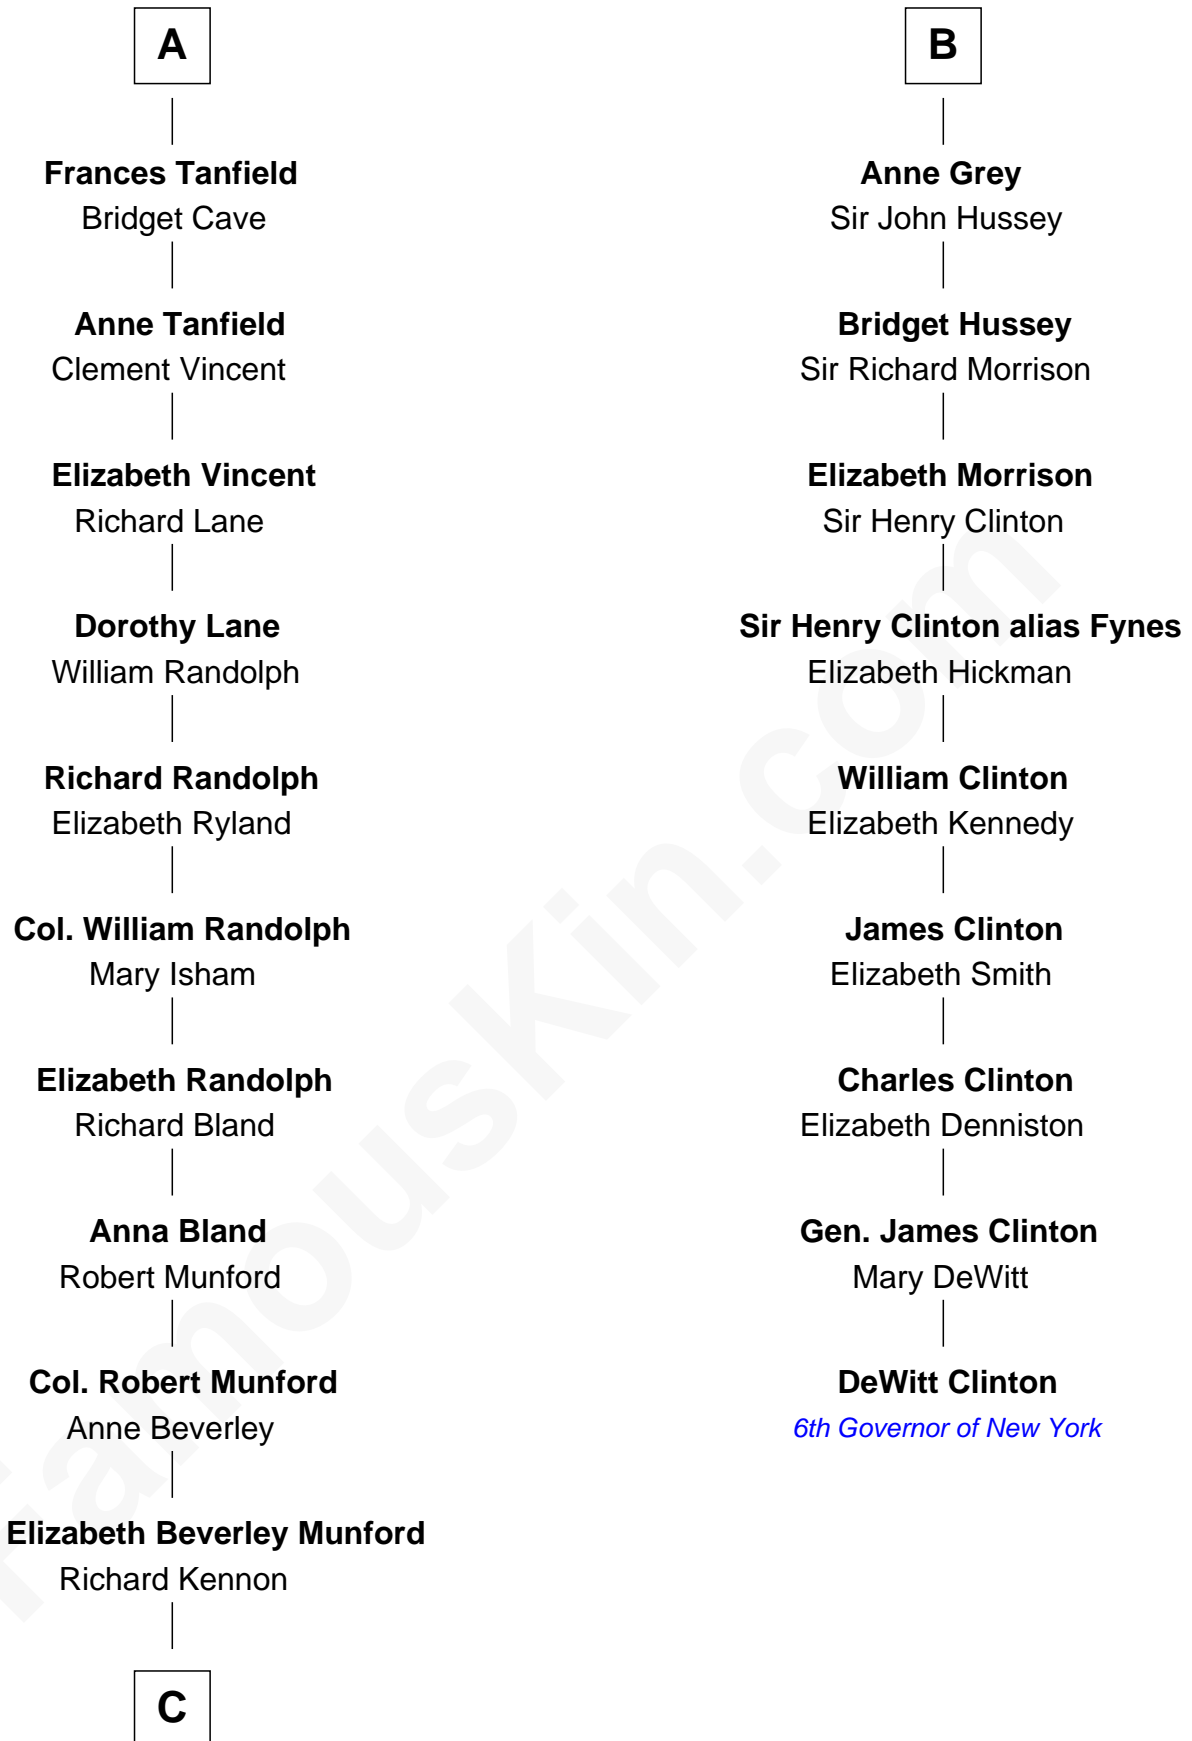 A
Frances Tanfield
Bridget Cave
Anne Tanfield
Clement Vincent
Elizabeth Vincent
Richard Lane
Dorothy Lane
William Randolph
Richard Randolph
Elizabeth Ryland
Col. William Randolph
Mary Isham
Elizabeth Randolph
Richard Bland
Anna Bland
Robert Munford
Col. Robert Munford
Anne Beverley
Elizabeth Beverley Munford
Richard Kennon
C
B
Anne Grey
Sir John Hussey
Bridget Hussey
Sir Richard Morrison
Elizabeth Morrison
Sir Henry Clinton
Sir Henry Clinton alias Fynes
Elizabeth Hickman
William Clinton
Elizabeth Kennedy
James Clinton
Elizabeth Smith
Charles Clinton
Elizabeth Denniston
Gen. James Clinton
Mary DeWitt
DeWitt Clinton
6th Governor of New York
FamousKin.com